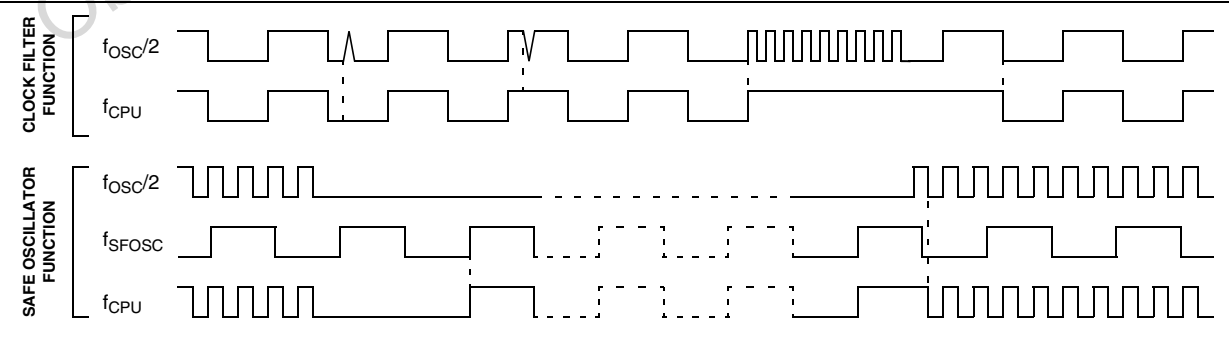 CLOCK FILTER
FUNCTION
fOSC/2
fCPU
SAFE OSCILLATOR
FUNCTION
fOSC/2
fSFOSC
fCPU